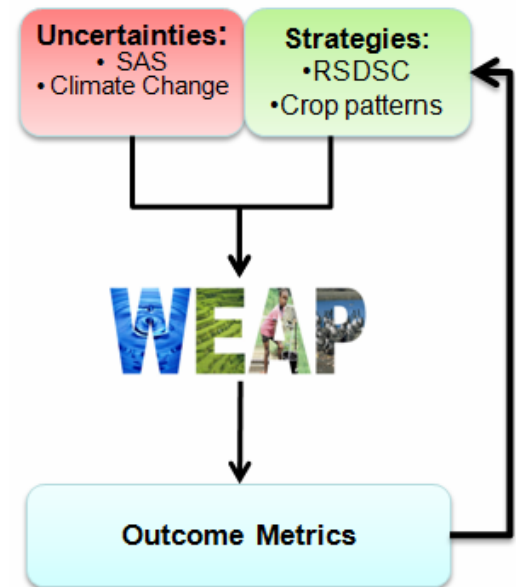 Uncertainties:
• SAS
• Climate Change
Strategies:
•RSDSC
•Crop patterns
WEAP
Outcome Metrics